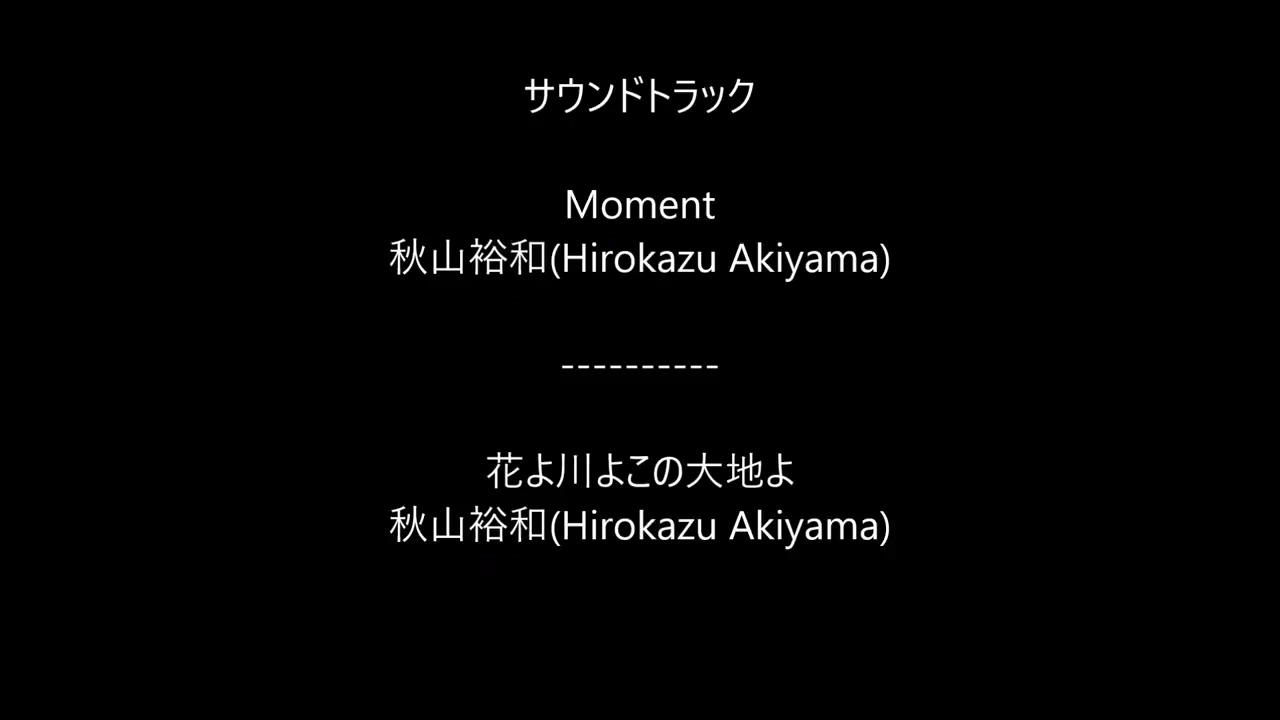 サウンドトラック
Moment
秋山裕和(Hirokazu Akiyama)
----------
花よ川よこの大地よ
秋山裕和(Hirokazu Akiyama)